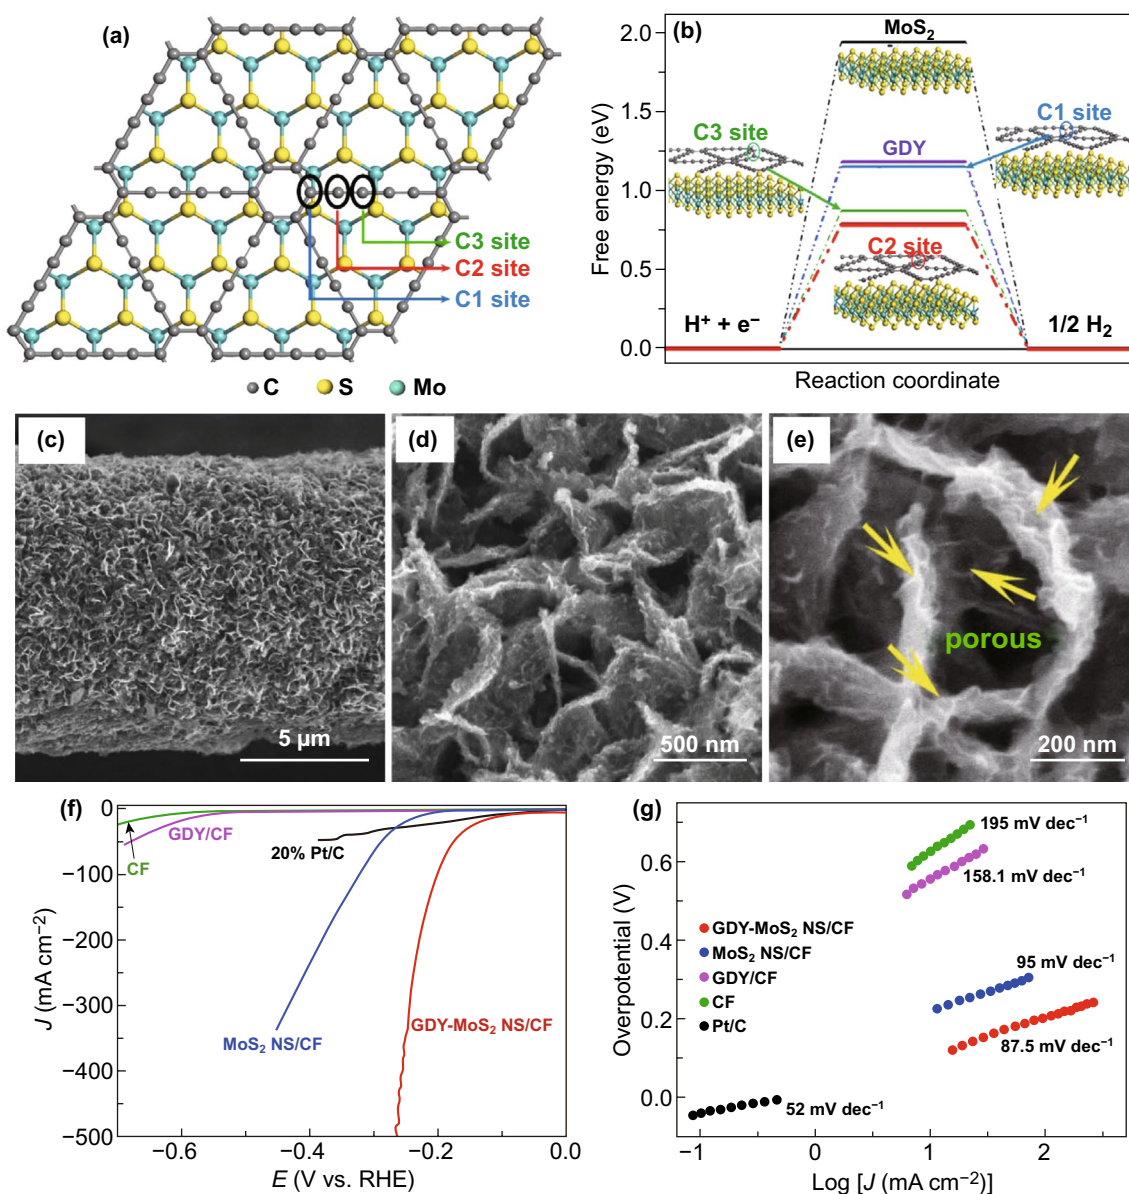 (a)
C3 site
C2 site
C1 site
C
S
Mo
(b)
MoS₂
C3 site
C1 site
GDY
C2 site
H⁺ + e⁻
1/2 H₂
2.0
1.5
1.0
0.5
0.0
Free energy (eV)
Reaction coordinate
(c)
5 µm
(d)
500 nm
(e)
porous
200 nm
(f)
0
−100
−200
−300
−400
−500
J (mA cm⁻²)
GDY/CF
CF
20% Pt/C
MoS₂ NS/CF
GDY-MoS₂ NS/CF
−0.6
−0.4
−0.2
0.0
E (V vs. RHE)
(g)
0.6
0.4
0.2
0.0
Overpotential (V)
195 mV dec⁻¹
158.1 mV dec⁻¹
GDY-MoS₂ NS/CF
MoS₂ NS/CF
GDY/CF
CF
Pt/C
95 mV dec⁻¹
87.5 mV dec⁻¹
52 mV dec⁻¹
−1
0
1
2
Log [J (mA cm⁻²)]